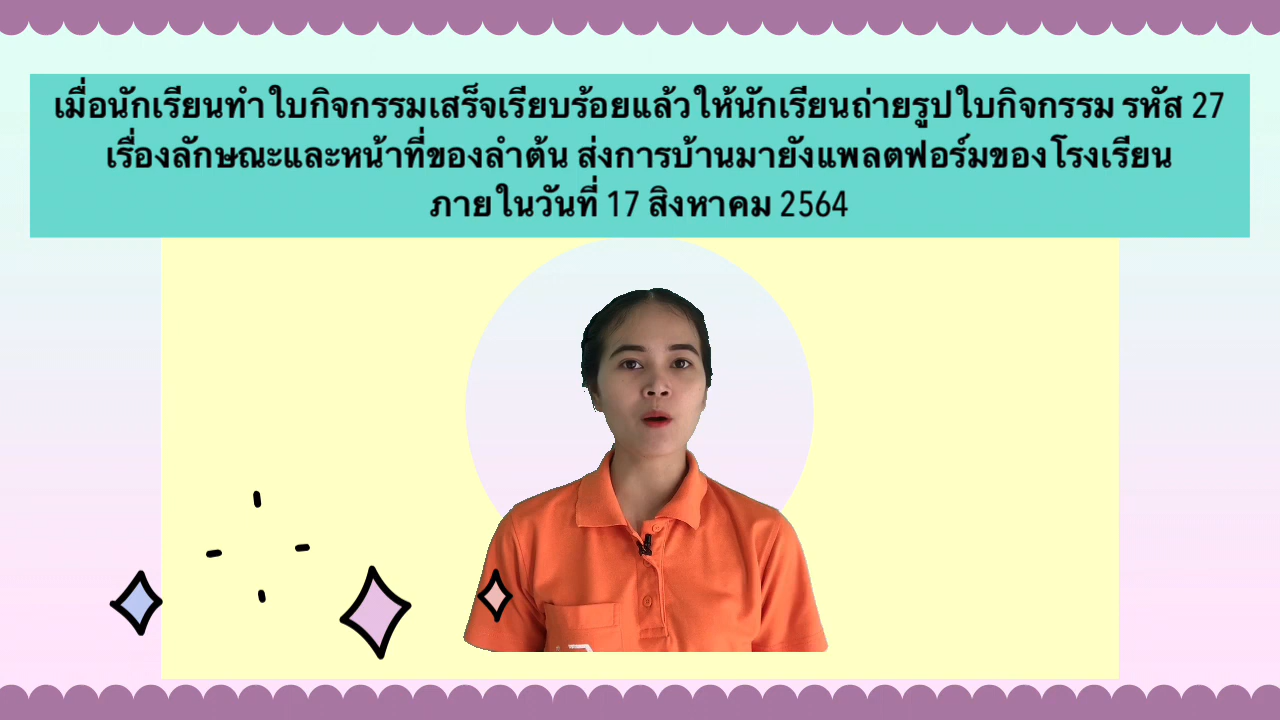 เมื่อนักเรียนทำใบกิจกรรมเสร็จเรียบร้อยแล้วให้นักเรียนถ่ายรูปใบกิจกรรม รหัส 27
เรื่องลักษณะและหน้าที่ของลำต้น ส่งการบ้านมายังแพลตฟอร์มของโรงเรียน
ภายในวันที่ 17 สิงหาคม 2564